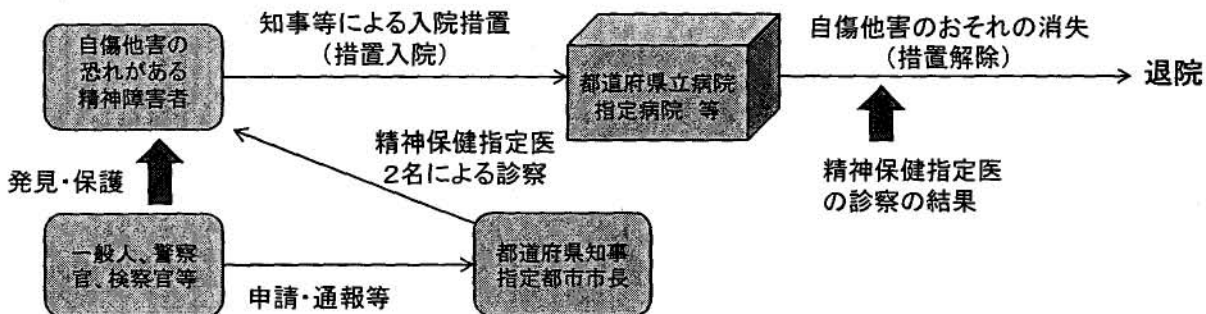 自傷他害の
恐れがある
精神障害者
知事等による入院措置
(措置入院)
都道府県立病院
指定病院 等
自傷他害のおそれの消失
(措置解除)
退院
発見・保護
精神保健指定医
2名による診察
精神保健指定医
の診察の結果
一般人、警察
官、検察官等
申請・通報等
都道府県知事
指定都市市長